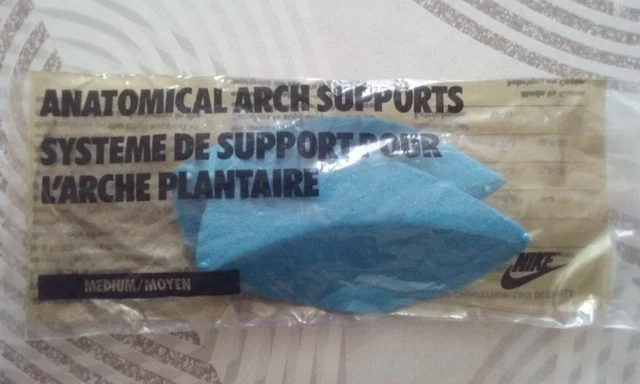 ANATOMICAL ARCH SUPPORTS
SYSTEME DE SUPPORT POUR
L'ARCHE PLANTAIRE
MEDIUM/MOYEN
NIKE